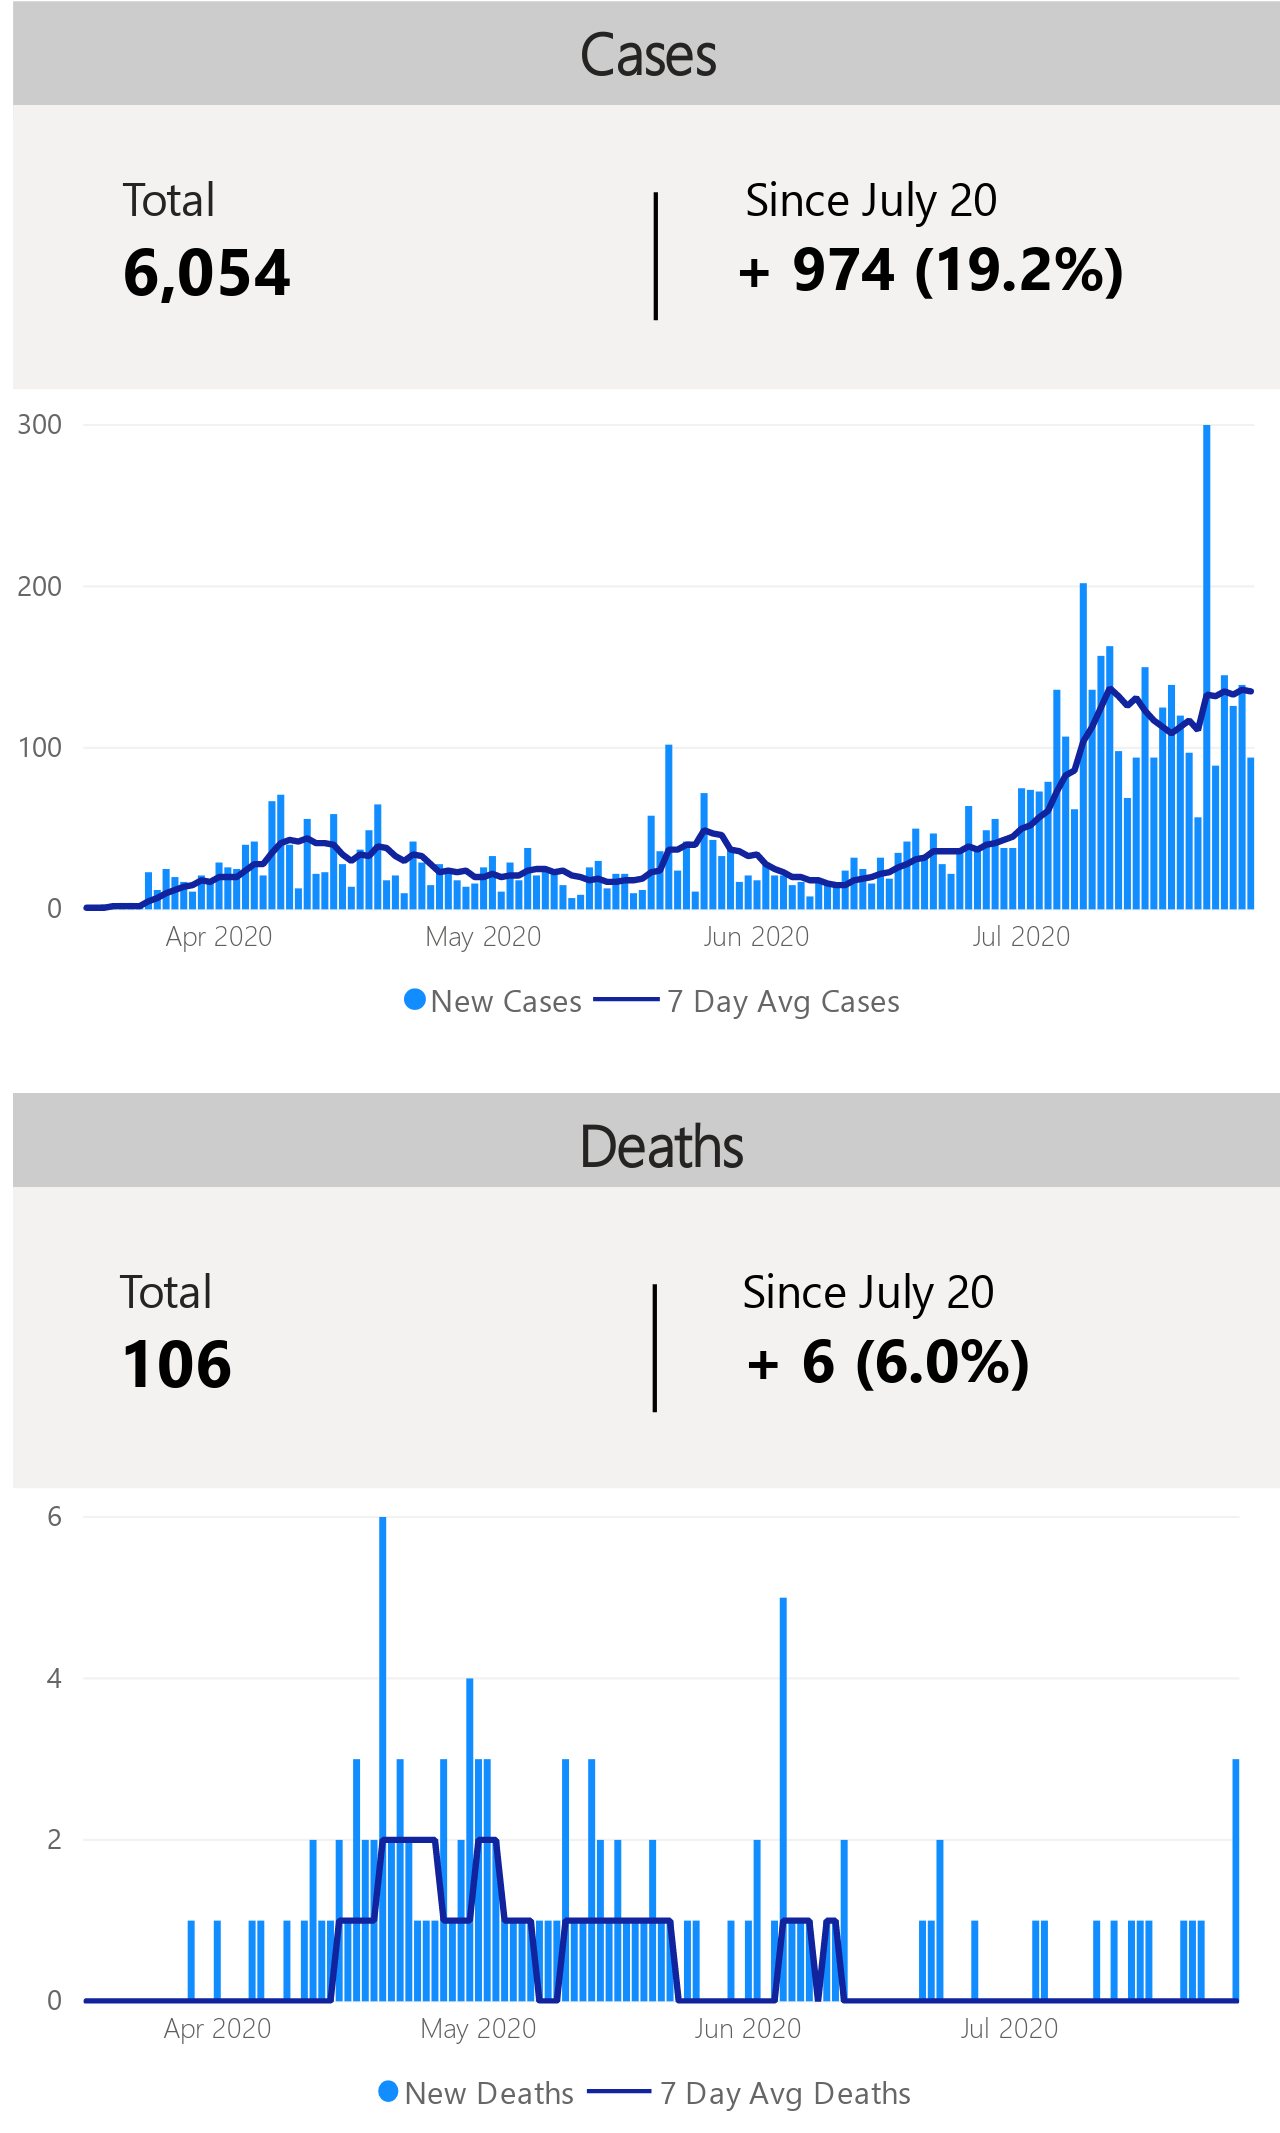 Cases
Total
Since July 20
6,054
+ 974 (19.2%)
300
200
100
0
Apr 2020
May 2020
Jun 2020
Jul 2020
New Cases
7 Day Avg Cases
Deaths
Total
Since July 20
106
+ 6 (6.0%)
6
4
2
0
Apr 2020
May 2020
Jun 2020
Jul 2020
New Deaths
7 Day Avg Deaths